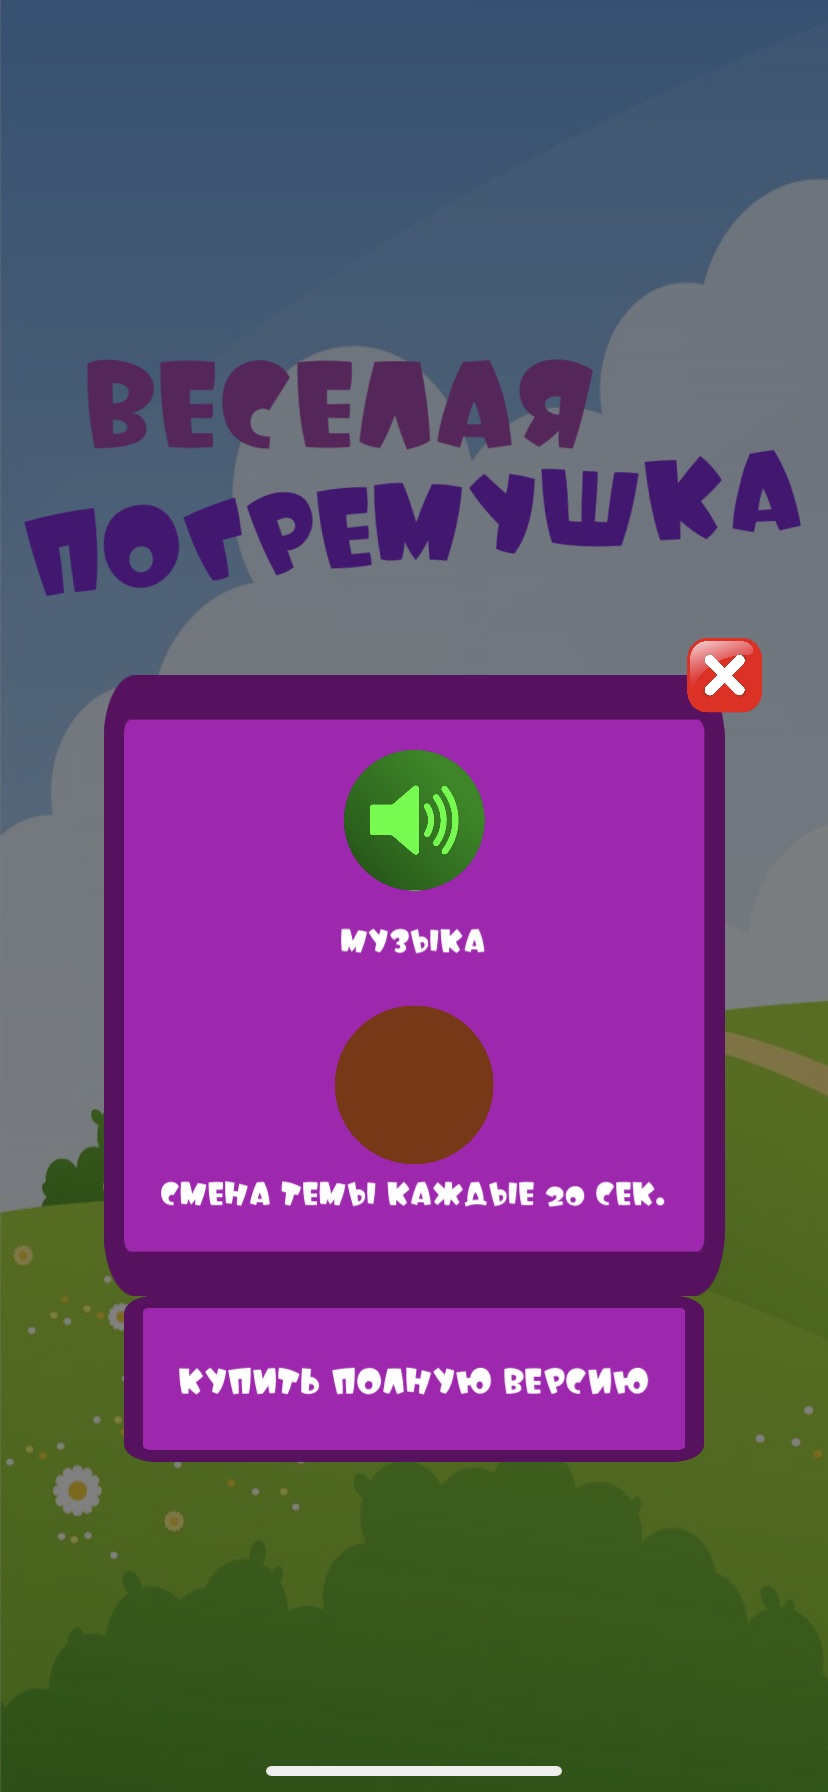 ВЕСЕЛАЯ
ПОГРЕМУШКА
МУЗЫКА
СМЕНА ТЕМЫ КАЖДЫЕ 20 СЕК.
КУПИТЬ ПОЛНУЮ ВЕРСИЮ